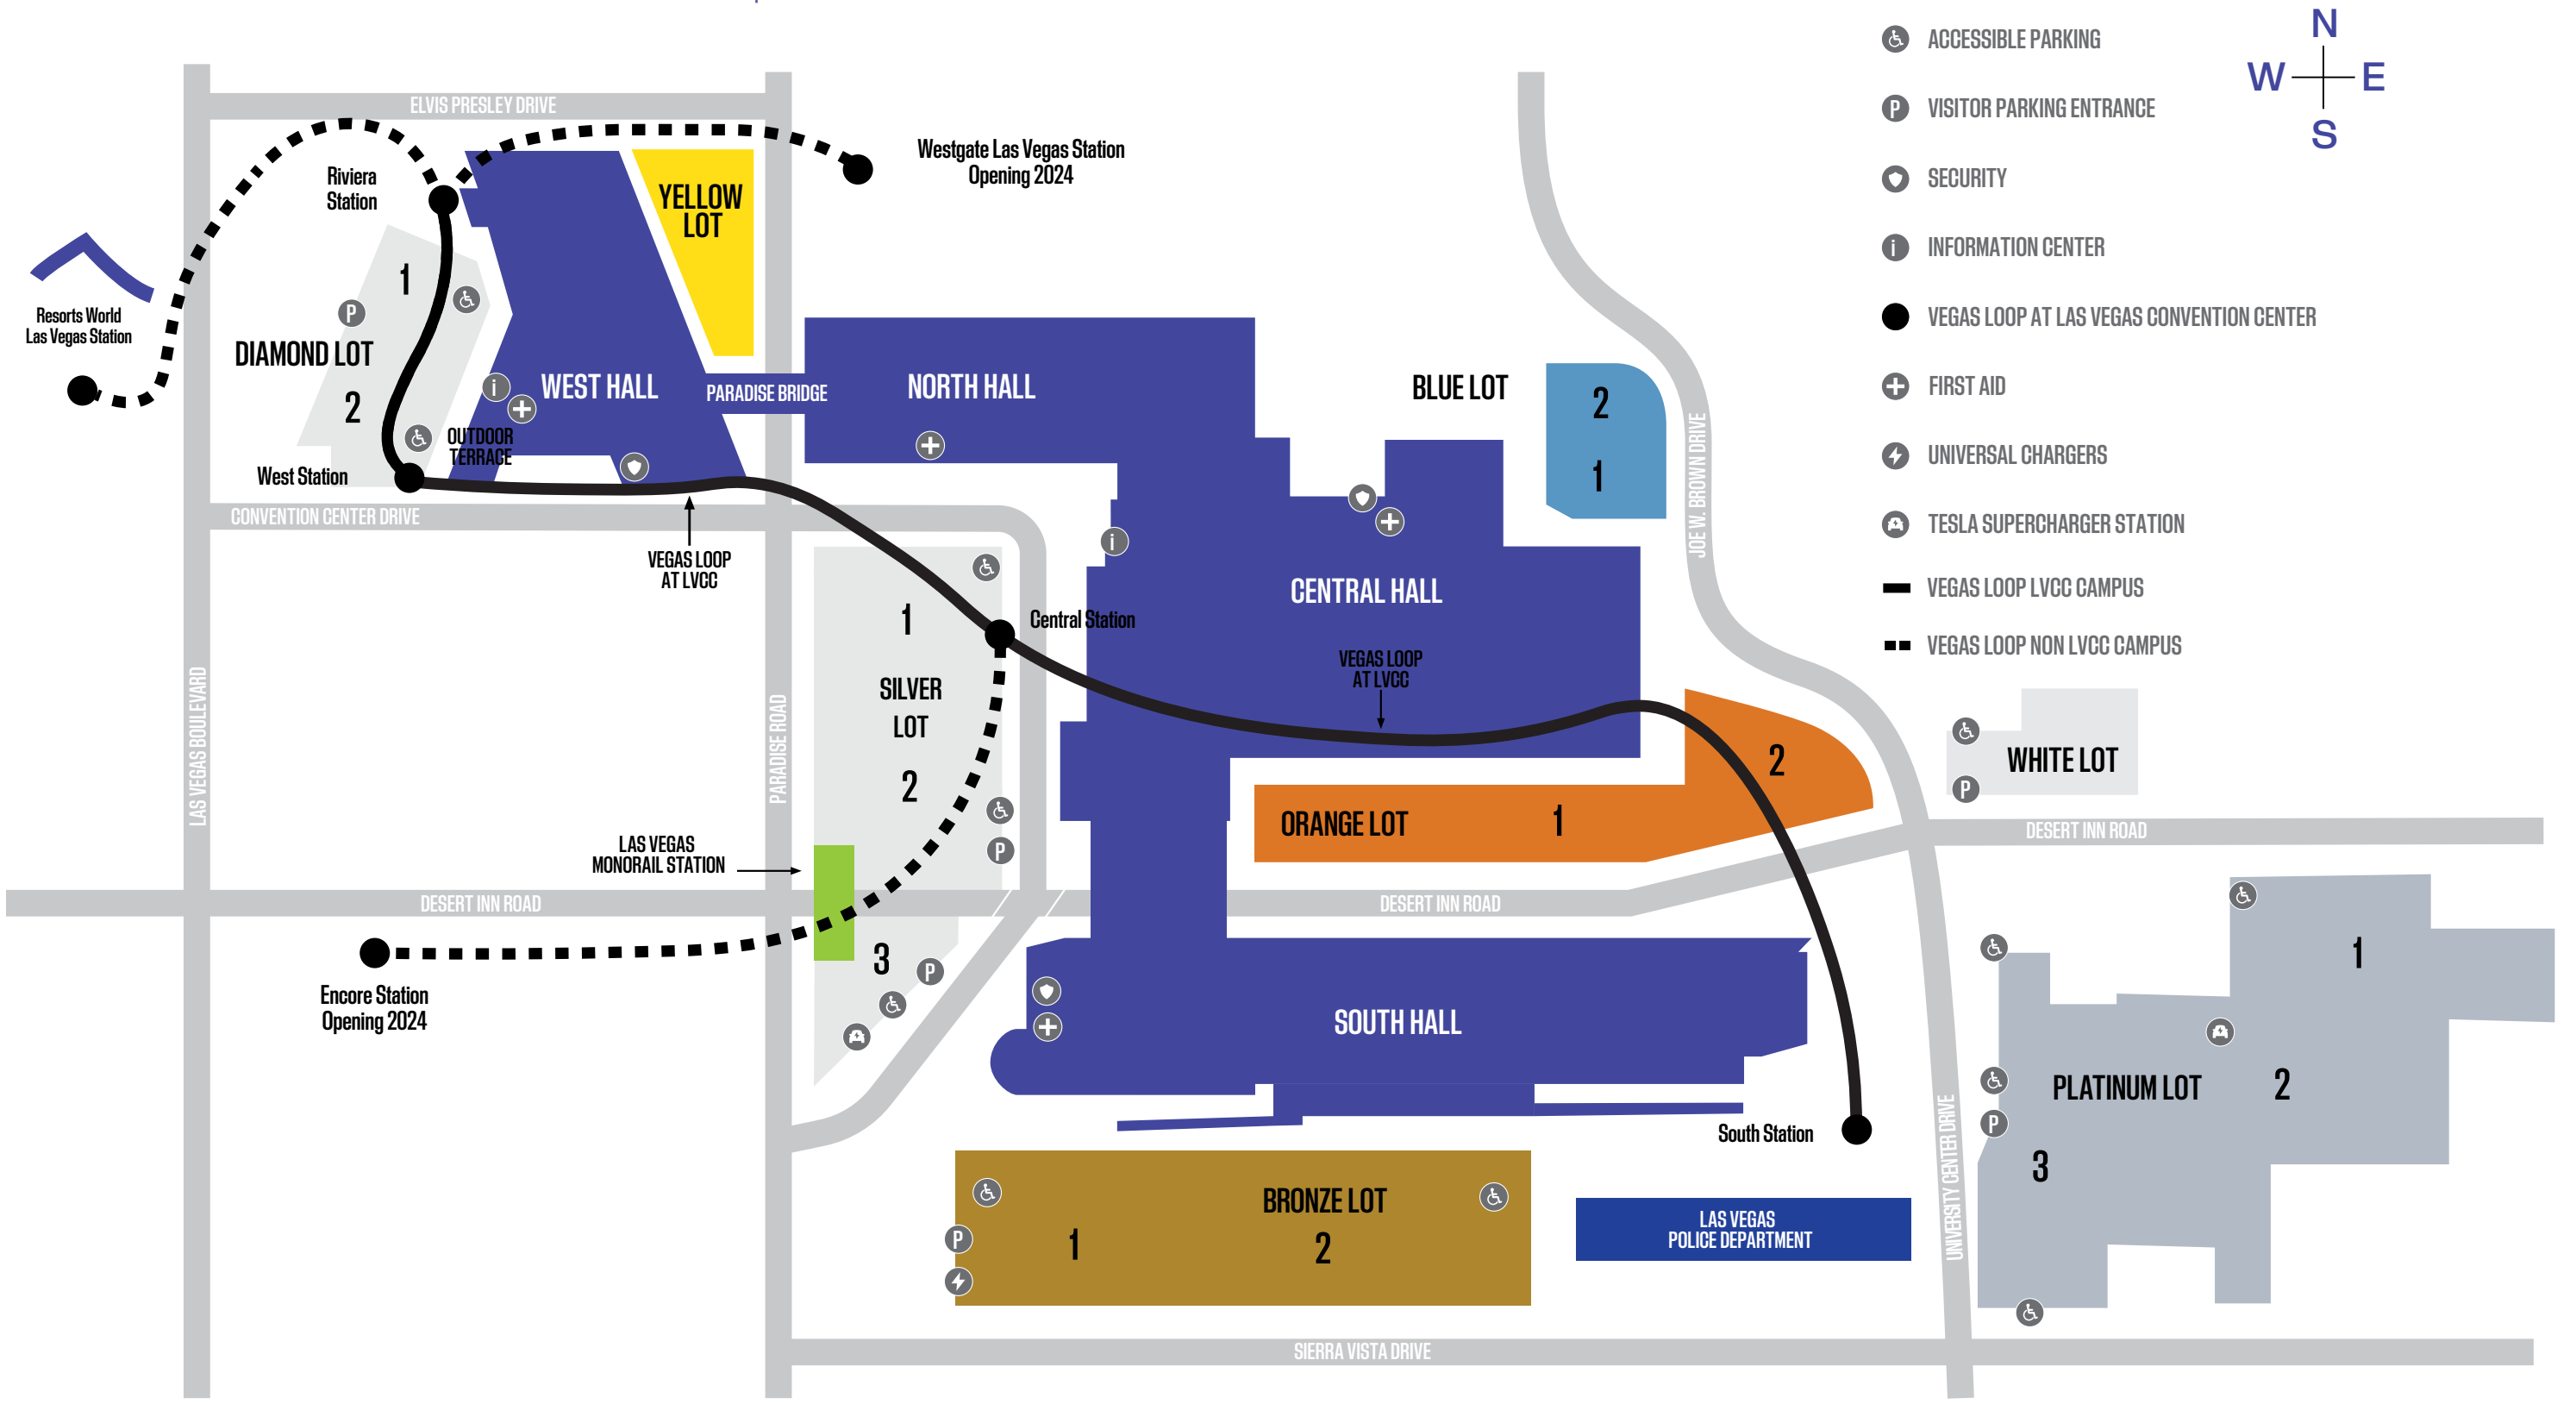 N
W E
S
ACCESSIBLE PARKING
P VISITOR PARKING ENTRANCE
SECURITY
i INFORMATION CENTER
VEGAS LOOP AT LAS VEGAS CONVENTION CENTER
FIRST AID
UNIVERSAL CHARGERS
TESLA SUPERCHARGER STATION
VEGAS LOOP LVCC CAMPUS
VEGAS LOOP NON LVCC CAMPUS
ELVIS PRESLEY DRIVE
Westgate Las Vegas Station
Opening 2024
Riviera
Station
YELLOW
LOT
1
P
Resorts World
Las Vegas Station
DIAMOND LOT
2
i
WEST HALL
PARADISE BRIDGE
NORTH HALL
BLUE LOT
2
1
OUTDOOR
TERRACE
West Station
CONVENTION CENTER DRIVE
VEGAS LOOP
AT LVCC
i
JOE W. BROWN DRIVE
CENTRAL HALL
1
Central Station
VEGAS LOOP
AT LVCC
SILVER
LOT
2
P
LAS VEGAS BOULEVARD
PARADISE ROAD
2
WHITE LOT
P
ORANGE LOT
1
LAS VEGAS
MONORAIL STATION
DESERT INN ROAD
DESERT INN ROAD
DESERT INN ROAD
3
P
Encore Station
Opening 2024
SOUTH HALL
1
PLATINUM LOT
2
P
3
South Station
UNIVERSITY CENTER DRIVE
BRONZE LOT
P
1
2
LAS VEGAS
POLICE DEPARTMENT
SIERRA VISTA DRIVE